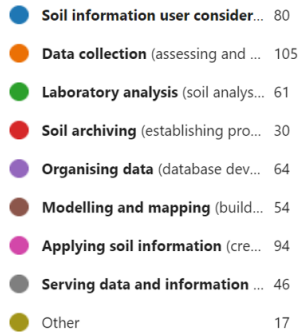 Soil information user consider... 80
Data collection (assessing and ... 105
Laboratory analysis (soil analys... 61
Soil archiving (establishing pro... 30
Organising data (database dev... 64
Modelling and mapping (build... 54
Applying soil information (cre... 94
Serving data and information ... 46
Other 17